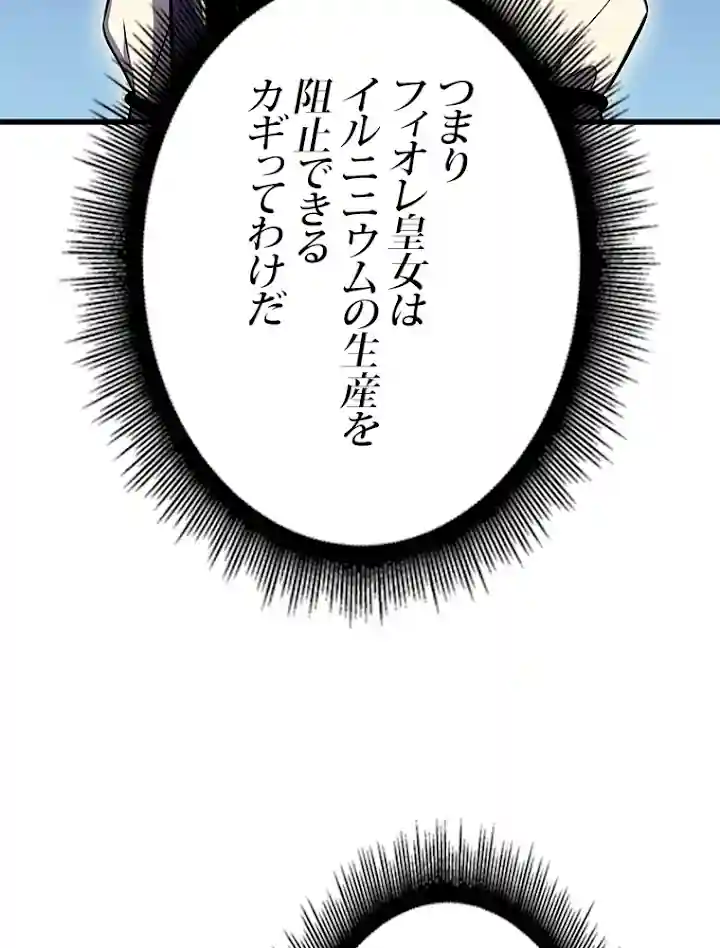 つまり
フィオレ皇女は
イルニニウムの生産を
阻止できる
カギってわけだ